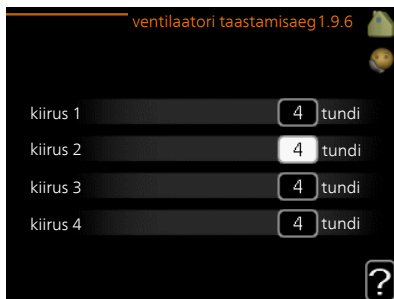 ventilaatori taastamisaeg 1.9.6
kiirus 1 4 tundi
kiirus 2 4 tundi
kiirus 3 4 tundi
kiirus 4 4 tundi
?